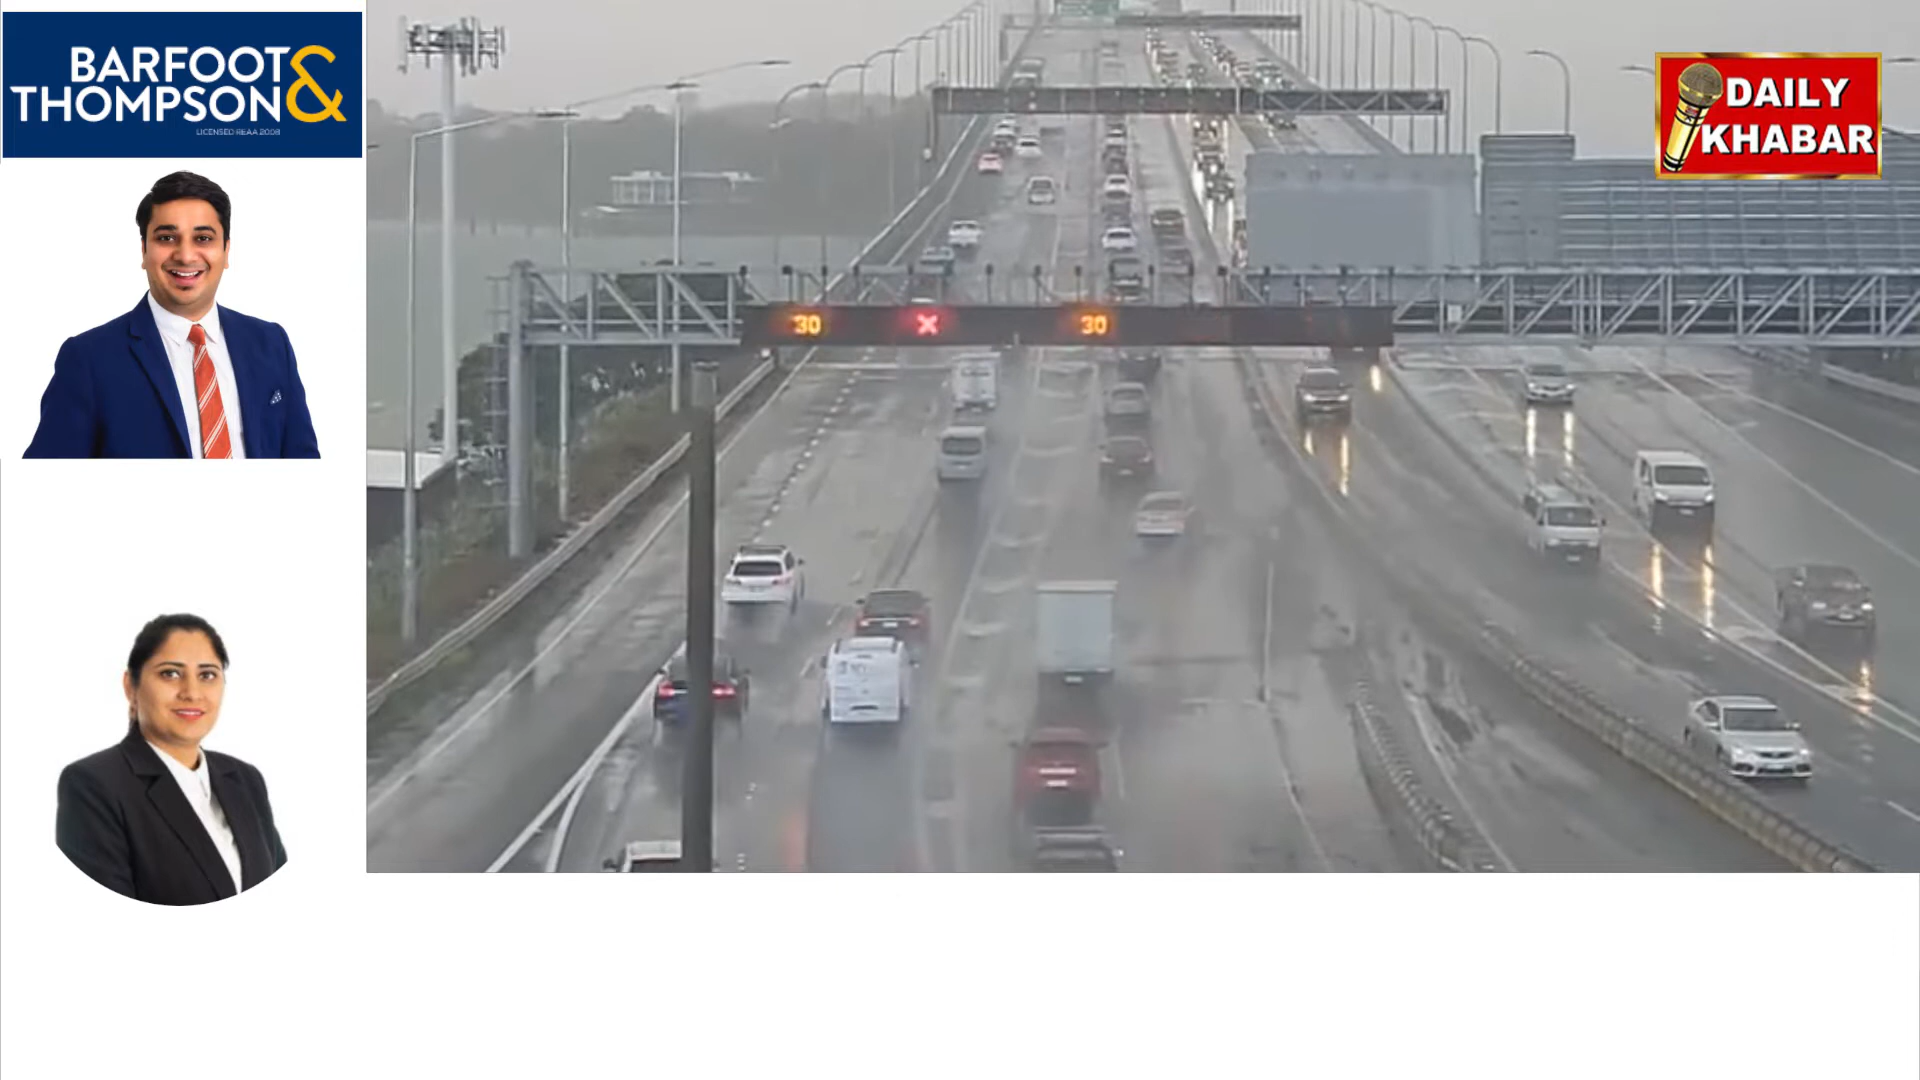 BARFOOT &
THOMPSON
LICENSED REAA 2008
DAILY
KHABAR
30 X 30